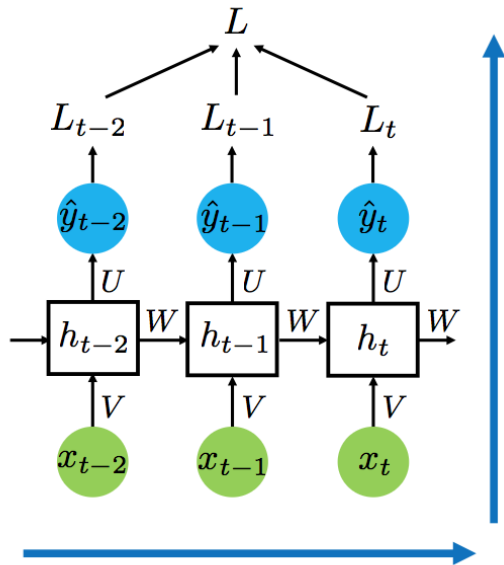 L
L_{t−2} L_{t−1} L_t
ŷ_{t−2} ŷ_{t−1} ŷ_t
U U U
W W W
h_{t−2} h_{t−1} h_t
V V V
x_{t−2} x_{t−1} x_t